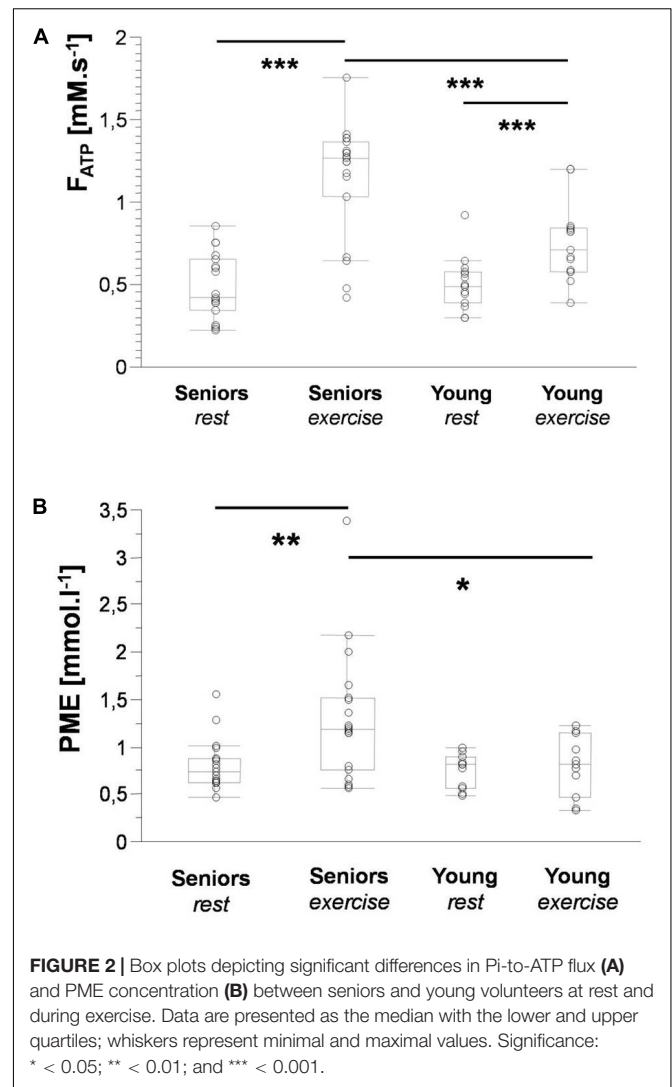 A
F_ATP [mM.s⁻¹]
2
1,5
1
0,5
0
***
***
***
Seniors Seniors Young Young
rest exercise rest exercise
B
PME [mmol.l⁻¹]
3,5
3
2,5
2
1,5
1
0,5
0
**
*
Seniors Seniors Young Young
rest exercise rest exercise
FIGURE 2 | Box plots depicting significant differences in Pi-to-ATP flux (A)
and PME concentration (B) between seniors and young volunteers at rest and
during exercise. Data are presented as the median with the lower and upper
quartiles; whiskers represent minimal and maximal values. Significance:
* < 0.05; ** < 0.01; and *** < 0.001.